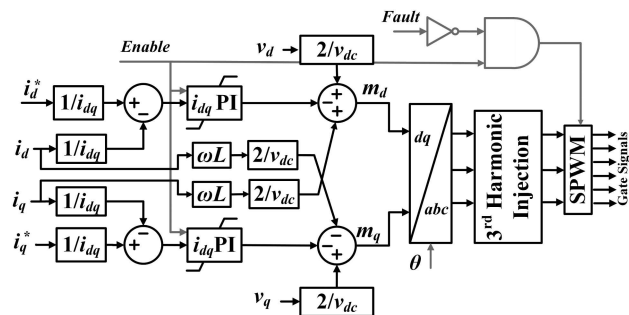 Fault
Enable
v_d
2/v_dc
i_d^*
1/i_dq
+
−
i_dq PI
−
+
+
m_d
i_d
1/i_dq
ωL
2/v_dc
dq
abc
3rd Harmonic
Injection
SPWM
Gate Signals
ωL
2/v_dc
i_q
1/i_dq
i_q^*
1/i_dq
+
−
i_dq PI
−
−
+
m_q
θ
v_q
2/v_dc